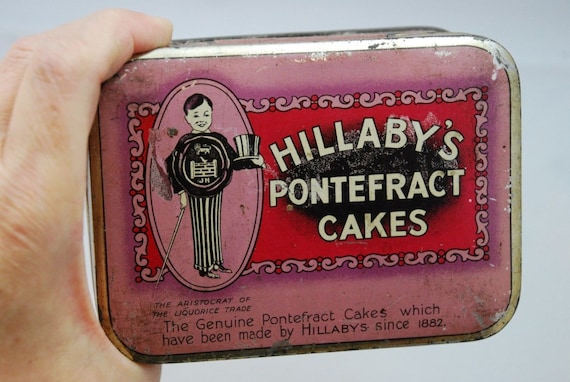 HILLABY'S
PONTEFRACT
CAKES
JH
THE ARISTOCRAT OF
THE LIQUORICE TRADE
The Genuine Pontefract Cakes which
have been made by HILLABYS since 1882.